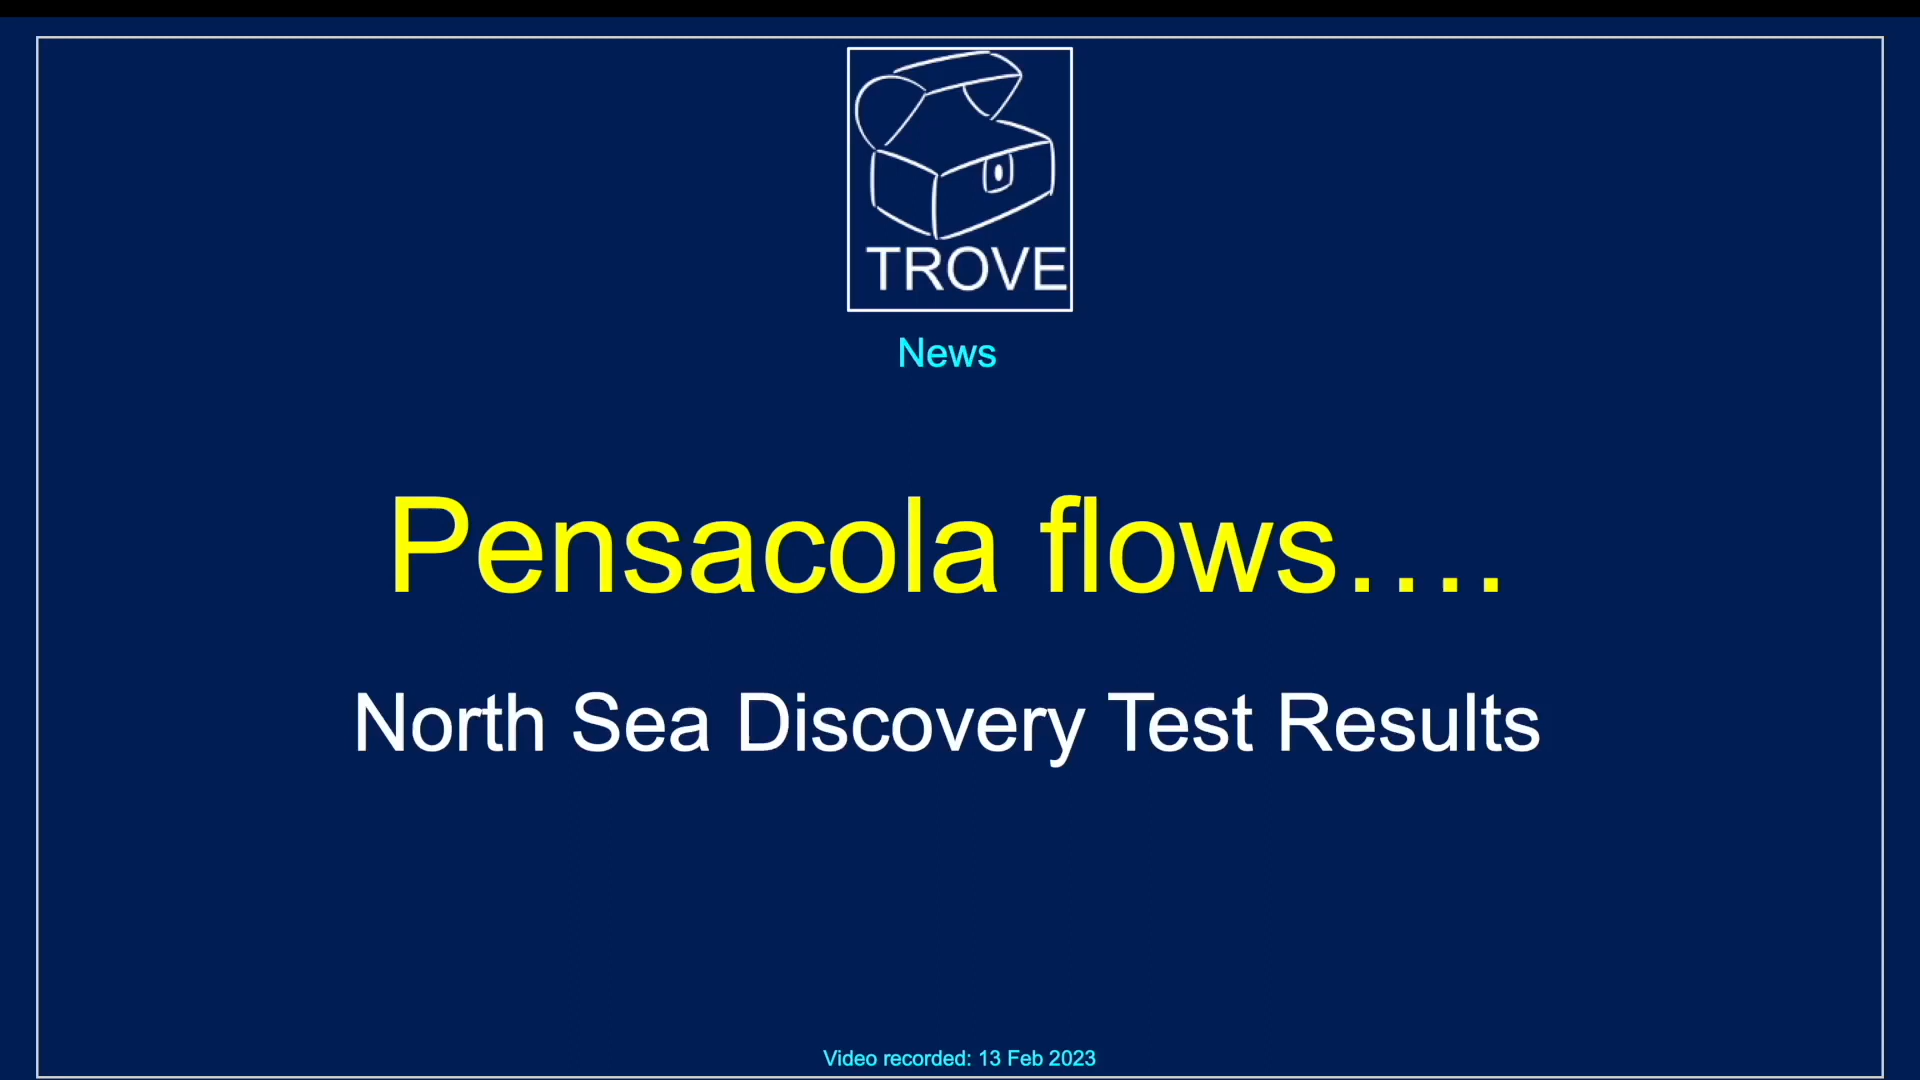 TROVE
News
Pensacola flows....
North Sea Discovery Test Results
Video recorded: 13 Feb 2023